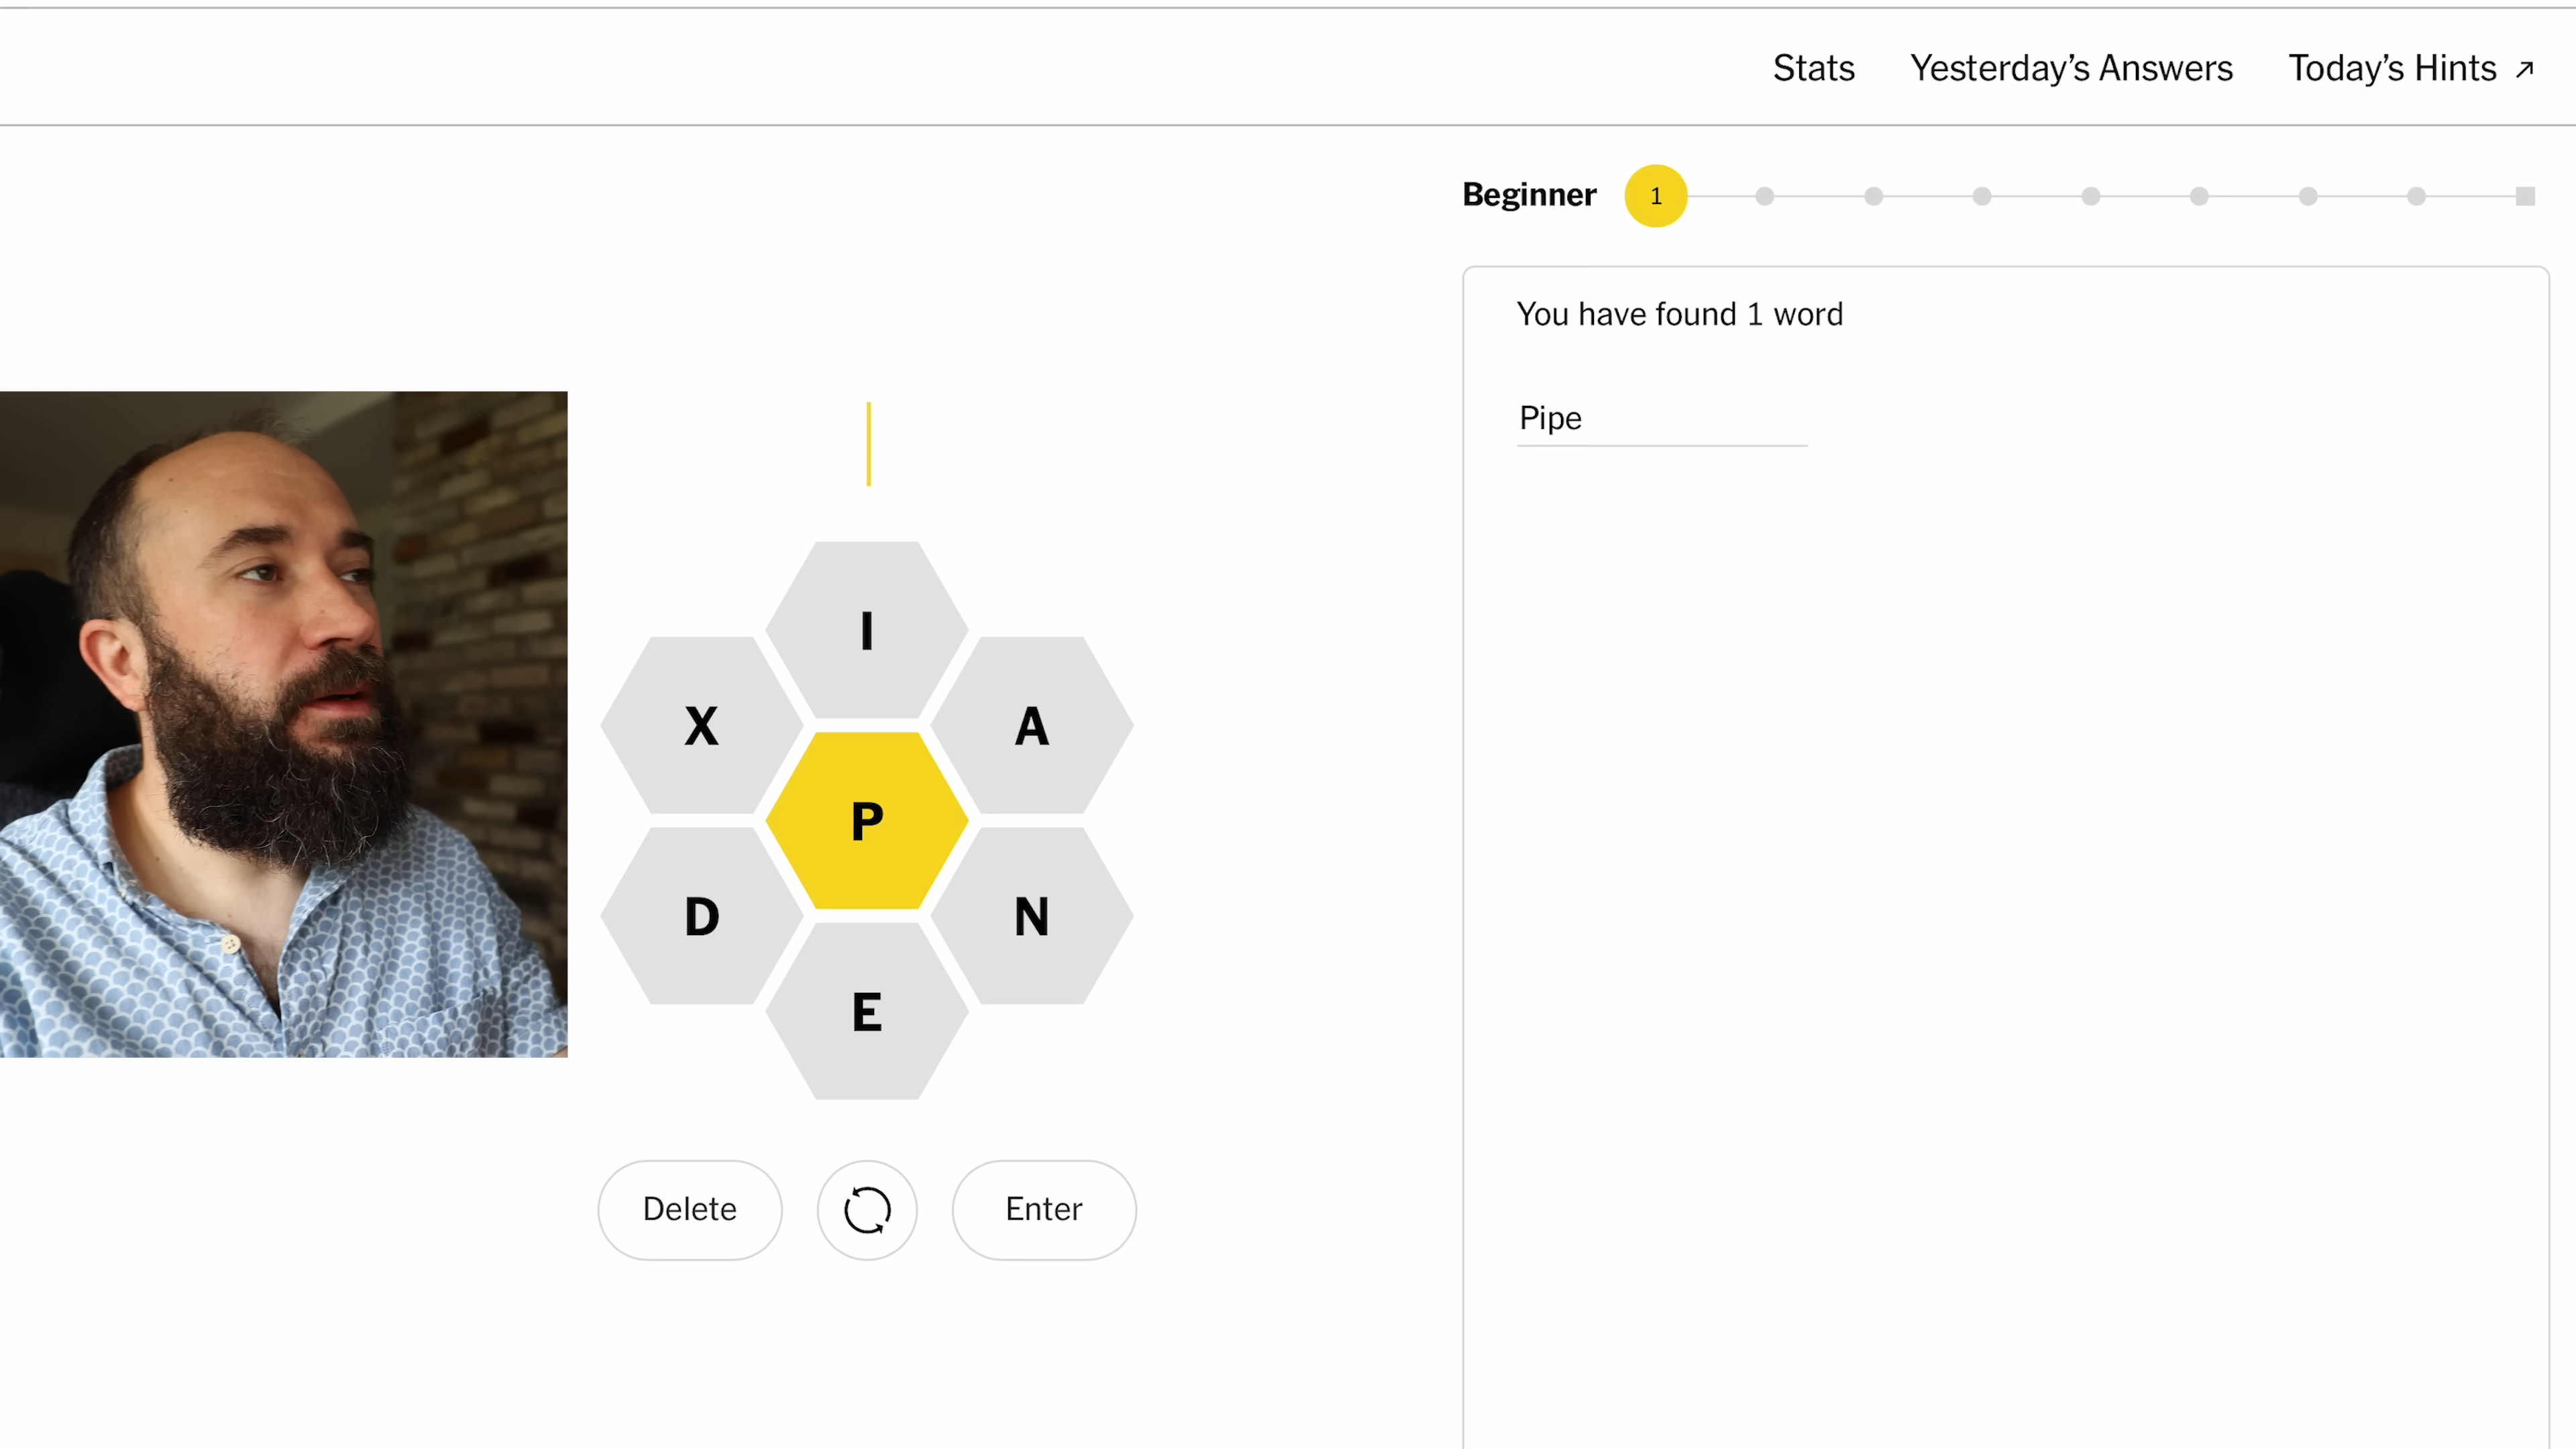 Stats Yesterday's Answers Today's Hints ↗
Beginner 1
You have found 1 word
Pipe
I
X A
P
D N
E
Delete Enter